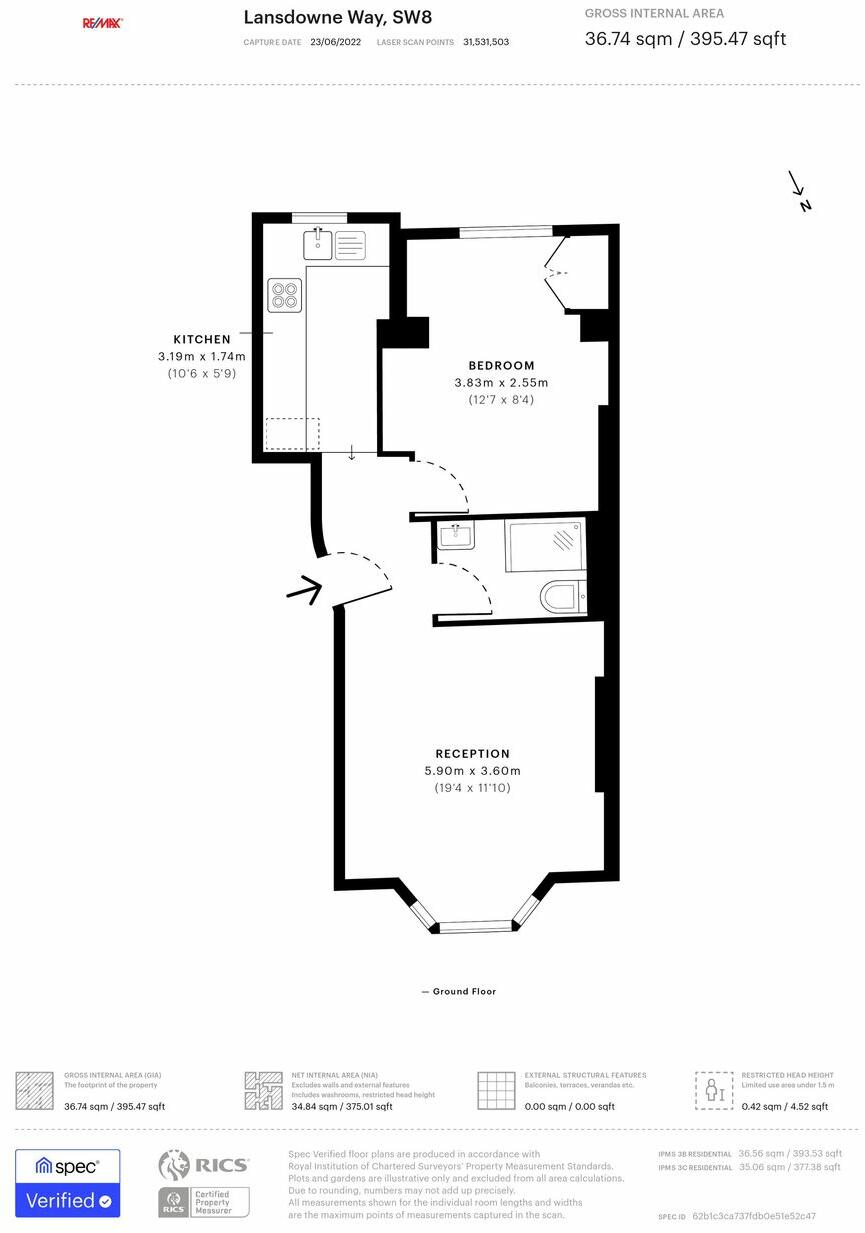 RE/MAX
Lansdowne Way, SW8
CAPTURE DATE 23/06/2022 LASER SCAN POINTS 31,531,503
GROSS INTERNAL AREA
36.74 sqm / 395.47 sqft
N
KITCHEN
3.19m x 1.74m
(10'6 x 5'9)
BEDROOM
3.83m x 2.55m
(12'7 x 8'4)
RECEPTION
5.90m x 3.60m
(19'4 x 11'10)
— Ground Floor
GROSS INTERNAL AREA (GIA)
The footprint of the property
36.74 sqm / 395.47 sqft
NET INTERNAL AREA (NIA)
Excludes walls and external features
Includes washrooms, restricted head height
34.84 sqm / 375.01 sqft
EXTERNAL STRUCTURAL FEATURES
Balconies, terraces, verandas etc.
0.00 sqm / 0.00 sqft
RESTRICTED HEAD HEIGHT
Limited use area under 1.5 m
0.42 sqm / 4.52 sqft
spec®
Verified
RICS®
RICS
Certified
Property
Measurer
Spec Verified floor plans are produced in accordance with
Royal Institution of Chartered Surveyors' Property Measurement Standards.
Plots and gardens are illustrative only and excluded from all area calculations.
Due to rounding, numbers may not add up precisely.
All measurements shown for the individual room lengths and widths
are the maximum points of measurements captured in the scan.
IPMS 3B RESIDENTIAL 36.56 sqm / 393.53 sqft
IPMS 3C RESIDENTIAL 35.06 sqm / 377.38 sqft
SPEC ID 62b1c3ca737fdb0e51e52c47